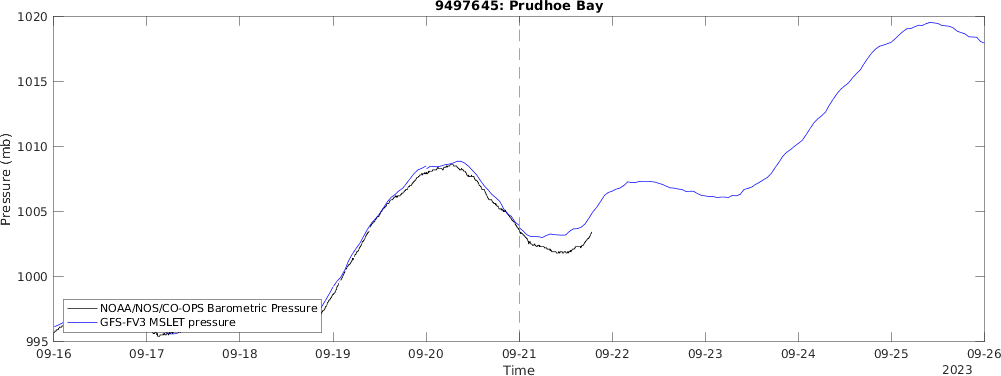 9497645: Prudhoe Bay
1020
1015
1010
1005
1000
995
Pressure (mb)
NOAA/NOS/CO-OPS Barometric Pressure
GFS-FV3 MSLET pressure
09-16 09-17 09-18 09-19 09-20 09-21 09-22 09-23 09-24 09-25 09-26
Time
2023